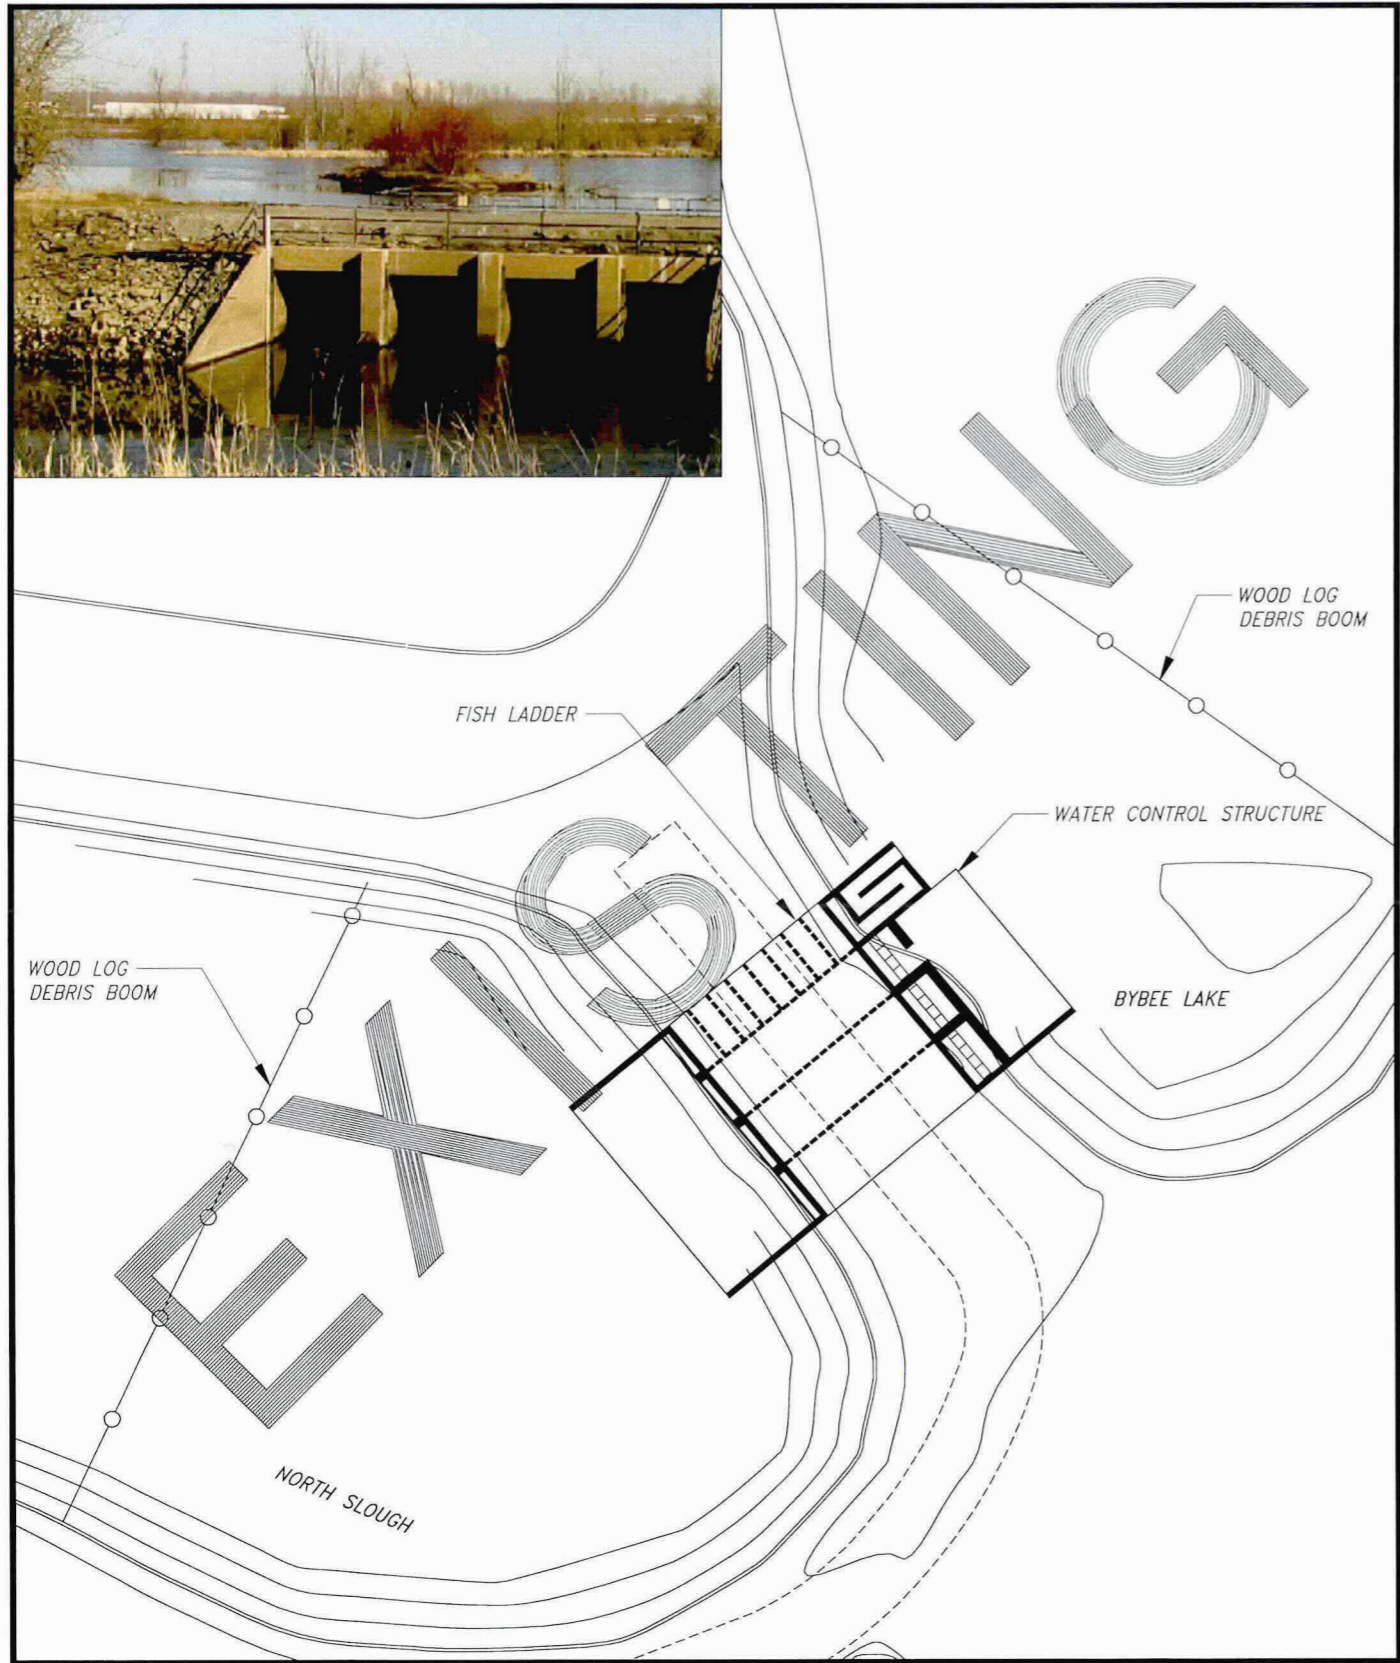 WOOD LOG
DEBRIS BOOM
FISH LADDER
WATER CONTROL STRUCTURE
WOOD LOG
DEBRIS BOOM
BYBEE LAKE
EXISTING
NORTH SLOUGH